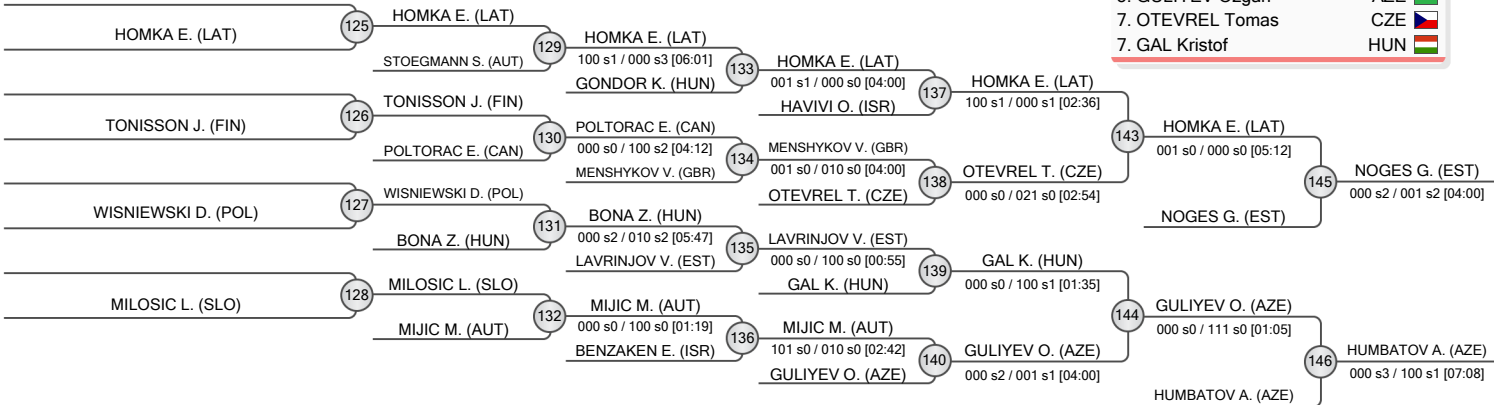 5. GULIYEV Ozgun AZE
7. OTEVREL Tomas CZE
7. GAL Kristof HUN
HOMKA E. (LAT)
125
TONISSON J. (FIN)
126
WISNIEWSKI D. (POL)
127
MILOSIC L. (SLO)
128
HOMKA E. (LAT)
STOEGMANN S. (AUT)
129
TONISSON J. (FIN)
POLTORAC E. (CAN)
130
WISNIEWSKI D. (POL)
BONA Z. (HUN)
131
MILOSIC L. (SLO)
MIJIC M. (AUT)
132
HOMKA E. (LAT)
100 s1 / 000 s3 [06:01]
GONDOR K. (HUN)
133
POLTORAC E. (CAN)
000 s0 / 100 s2 [04:12]
MENSHYKOV V. (GBR)
134
BONA Z. (HUN)
000 s2 / 010 s2 [05:47]
LAVRINJOV V. (EST)
135
MIJIC M. (AUT)
000 s0 / 100 s0 [01:19]
BENZAKEN E. (ISR)
136
HOMKA E. (LAT)
001 s1 / 000 s0 [04:00]
HAVIVI O. (ISR)
137
MENSHYKOV V. (GBR)
001 s0 / 010 s0 [04:00]
OTEVREL T. (CZE)
138
LAVRINJOV V. (EST)
000 s0 / 100 s0 [00:55]
GAL K. (HUN)
139
MIJIC M. (AUT)
101 s0 / 010 s0 [02:42]
GULIYEV O. (AZE)
140
HOMKA E. (LAT)
100 s1 / 000 s1 [02:36]
143
OTEVREL T. (CZE)
000 s0 / 021 s0 [02:54]
GAL K. (HUN)
000 s0 / 100 s1 [01:35]
144
GULIYEV O. (AZE)
000 s2 / 001 s1 [04:00]
HOMKA E. (LAT)
001 s0 / 000 s0 [05:12]
145
NOGES G. (EST)
GULIYEV O. (AZE)
000 s0 / 111 s0 [01:05]
146
HUMBATOV A. (AZE)
NOGES G. (EST)
000 s2 / 001 s2 [04:00]
HUMBATOV A. (AZE)
000 s3 / 100 s1 [07:08]